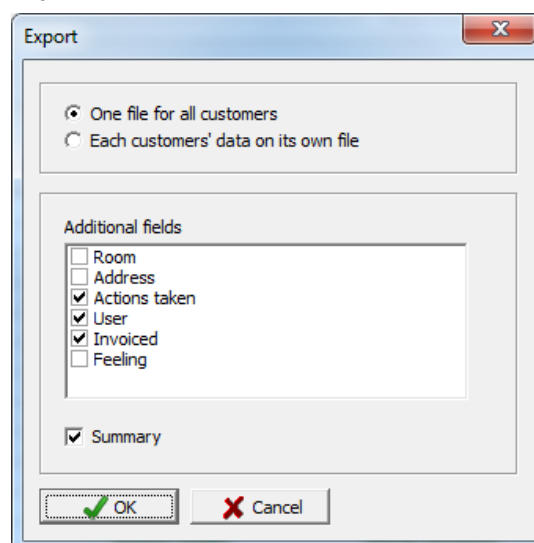 Export
One file for all customers
Each customers' data on its own file
Additional fields
Room
Address
Actions taken
User
Invoiced
Feeling
Summary
OK Cancel